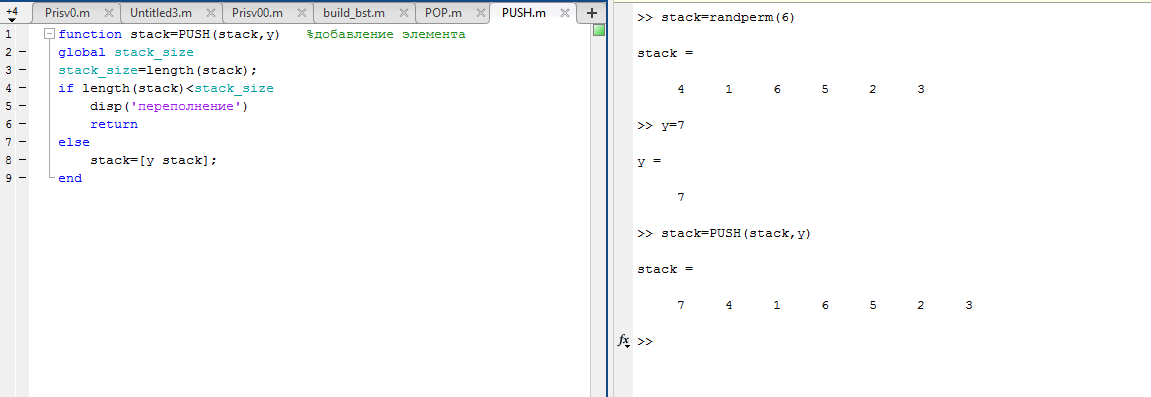 +4 Prisv0.m Untitled3.m Prisv00.m build_bst.m POP.m PUSH.m +
1 function stack=PUSH(stack,y) %добавление элемента
2 global stack_size
3 stack_size=length(stack);
4 if length(stack)<stack_size
5 disp('переполнение')
6 return
7 else
8 stack=[y stack];
9 end
>> stack=randperm(6)
stack =
4 1 6 5 2 3
>> y=7
y =
7
>> stack=PUSH(stack,y)
stack =
7 4 1 6 5 2 3
fx >>